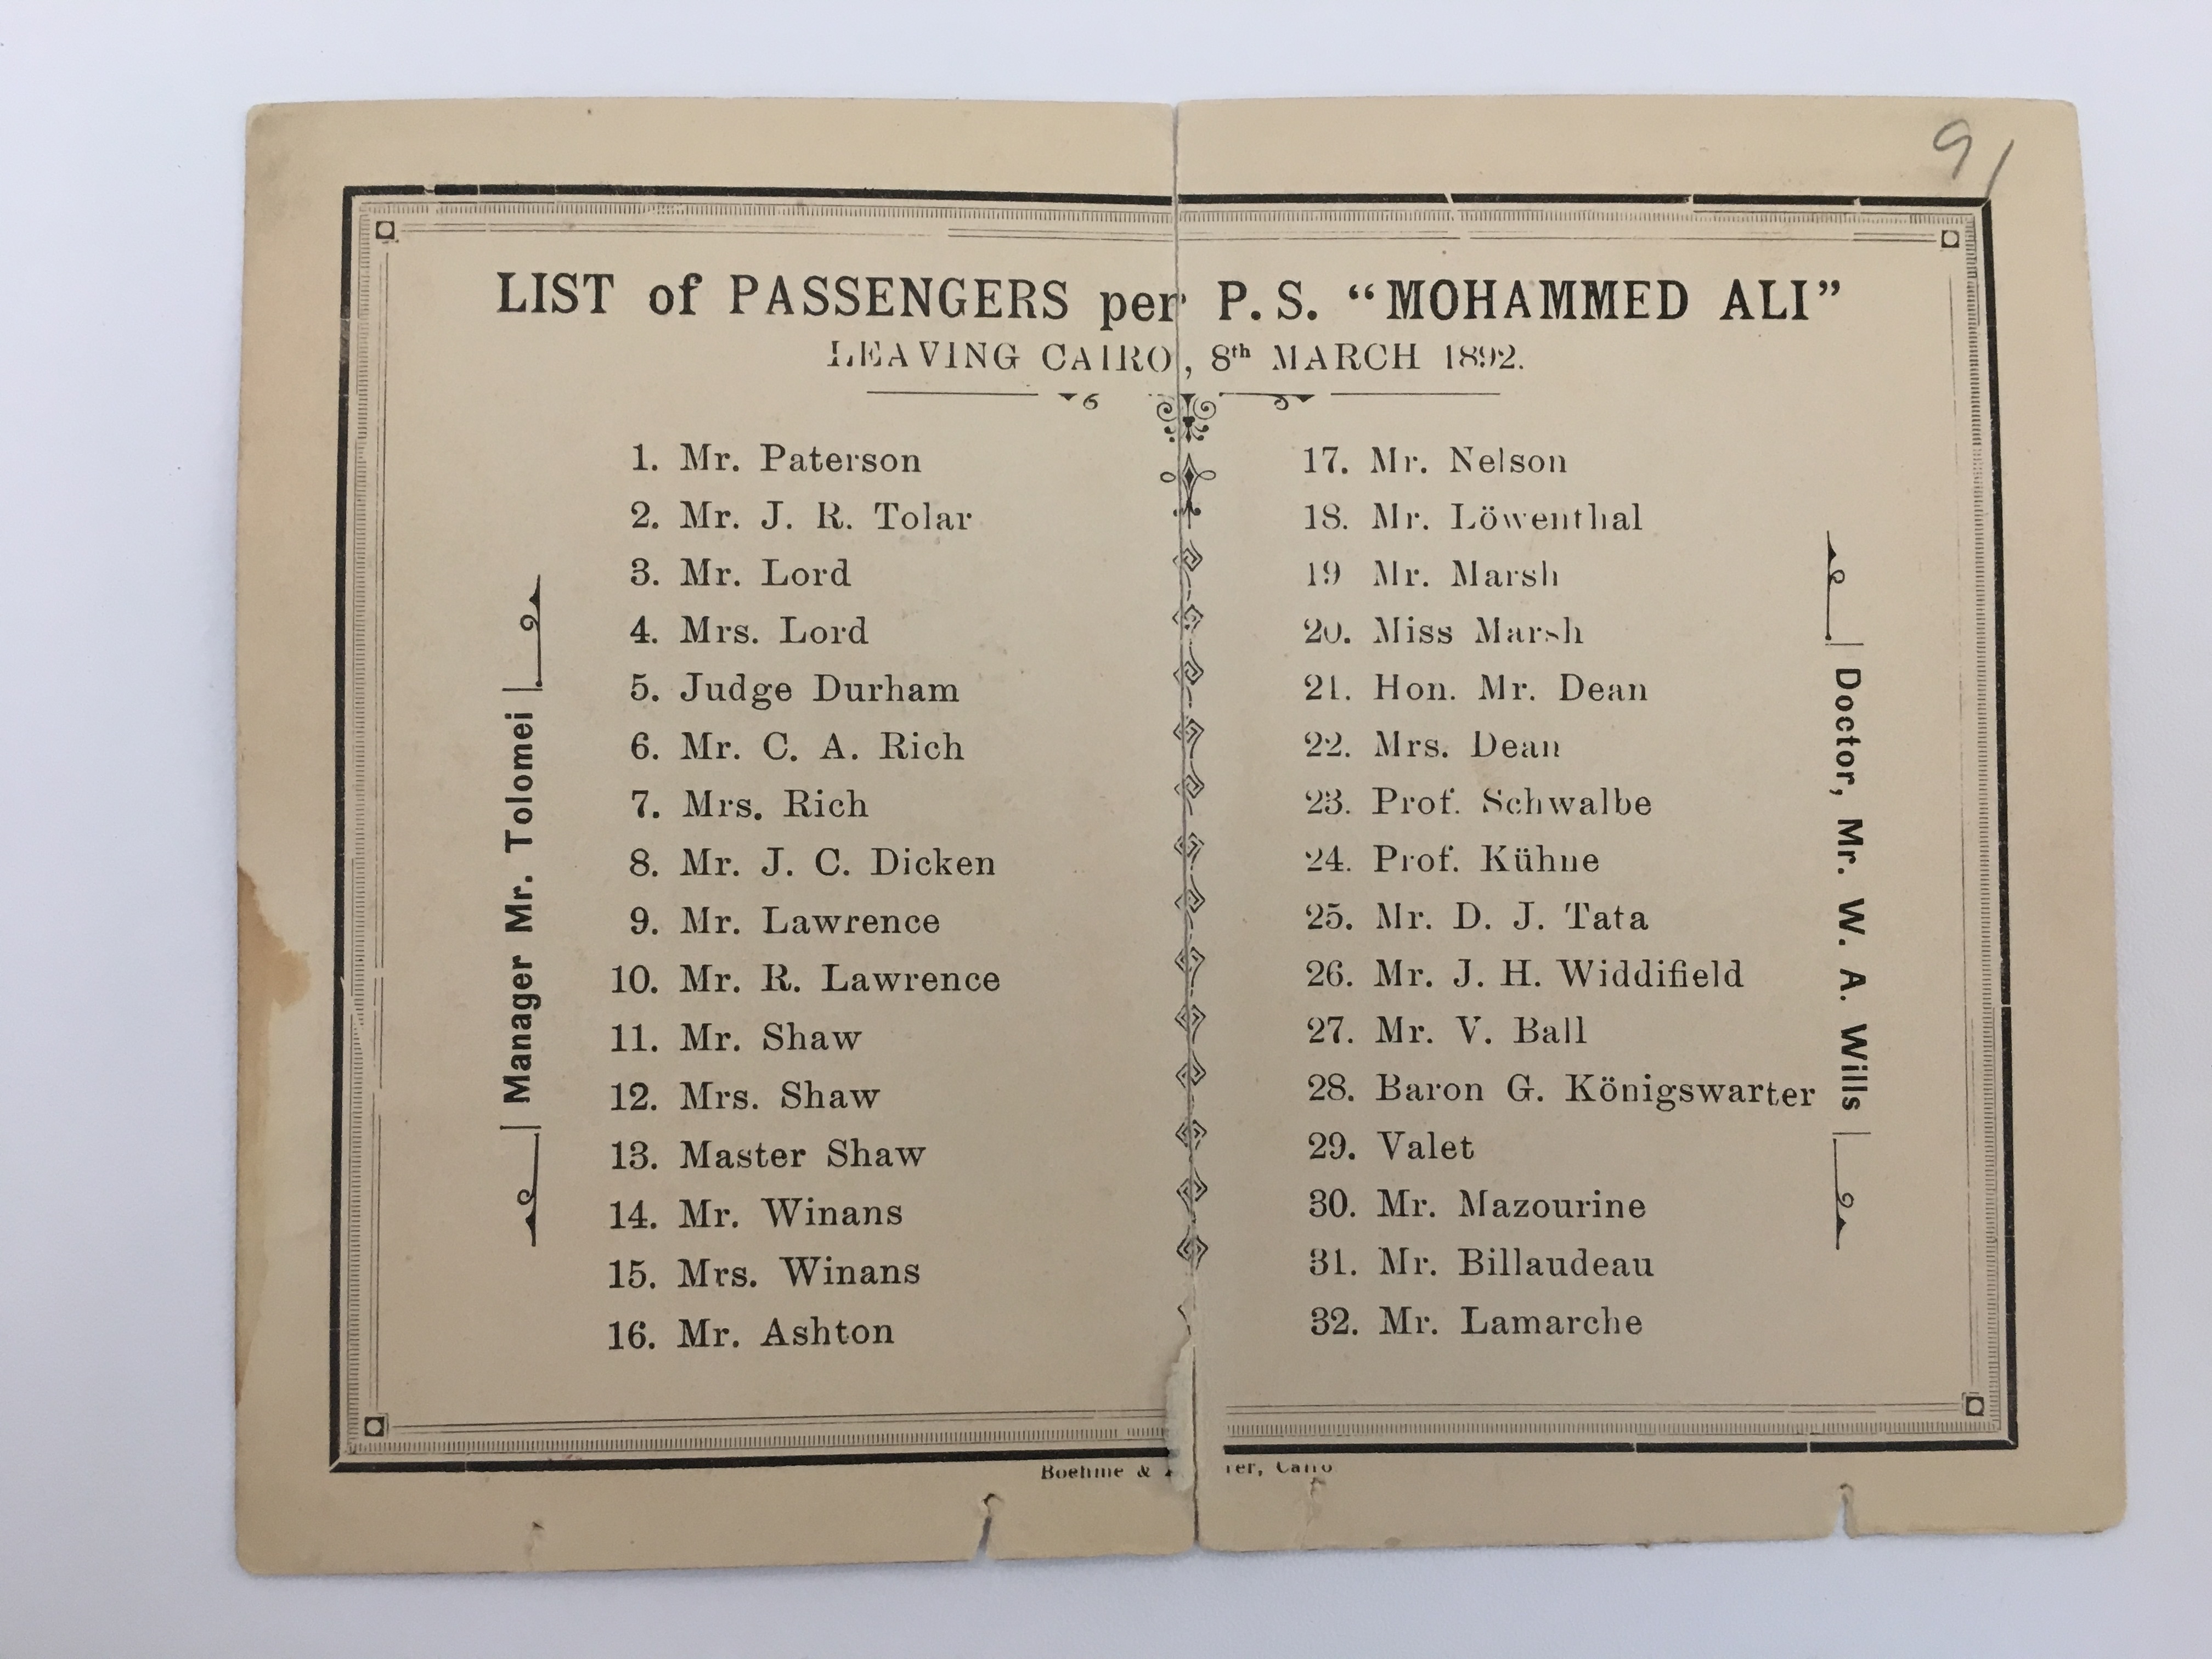 91
LIST of PASSENGERS per P. S. “MOHAMMED ALI”
LEAVING CAIRO, 8th MARCH 1892.
Manager Mr. Tolomei
1. Mr. Paterson
2. Mr. J. R. Tolar
3. Mr. Lord
4. Mrs. Lord
5. Judge Durham
6. Mr. C. A. Rich
7. Mrs. Rich
8. Mr. J. C. Dicken
9. Mr. Lawrence
10. Mr. R. Lawrence
11. Mr. Shaw
12. Mrs. Shaw
13. Master Shaw
14. Mr. Winans
15. Mrs. Winans
16. Mr. Ashton
17. Mr. Nelson
18. Mr. Löwenthal
19 Mr. Marsh
20. Miss Marsh
21. Hon. Mr. Dean
22. Mrs. Dean
23. Prof. Schwalbe
24. Prof. Kühne
25. Mr. D. J. Tata
26. Mr. J. H. Widdifield
27. Mr. V. Ball
28. Baron G. Königswarter
29. Valet
30. Mr. Mazourine
31. Mr. Billaudeau
32. Mr. Lamarche
Doctor, Mr. W. A. Wills
Boehme & Cairo